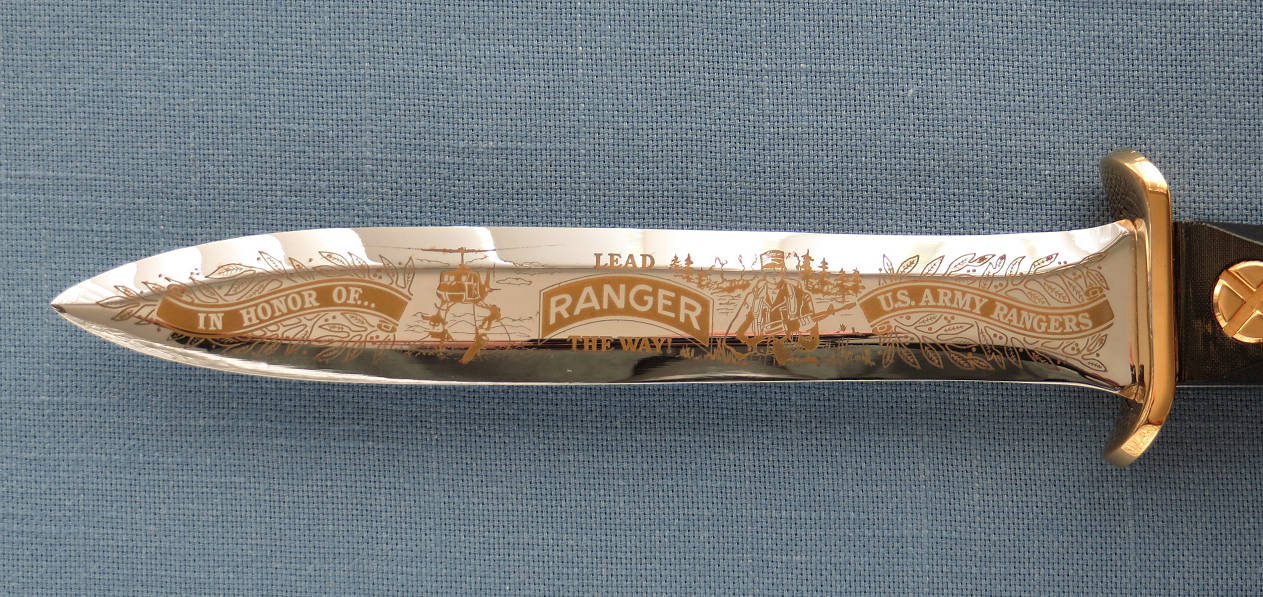 IN HONOR OF..
LEAD
RANGER
THE WAY!
U.S. ARMY RANGERS